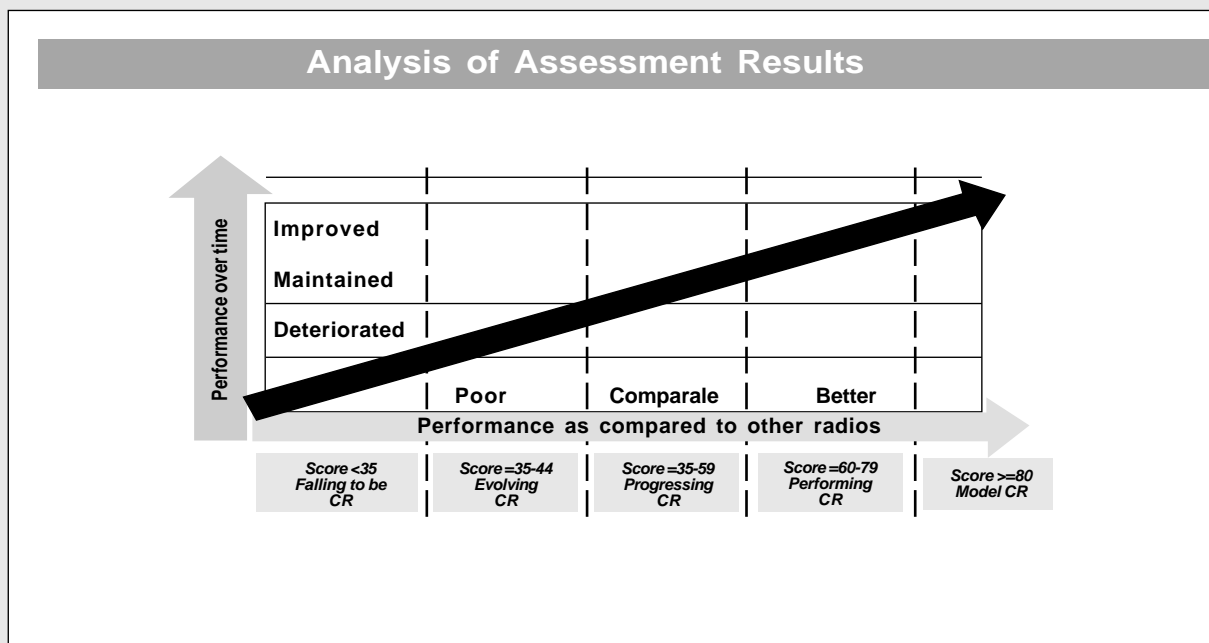 Analysis of Assessment Results
Performance over time
Improved
Maintained
Deteriorated
Poor Comparale Better
Performance as compared to other radios
Score <35
Falling to be
CR
Score =35-44
Evolving
CR
Score =35-59
Progressing
CR
Score =60-79
Performing
CR
Score >=80
Model CR